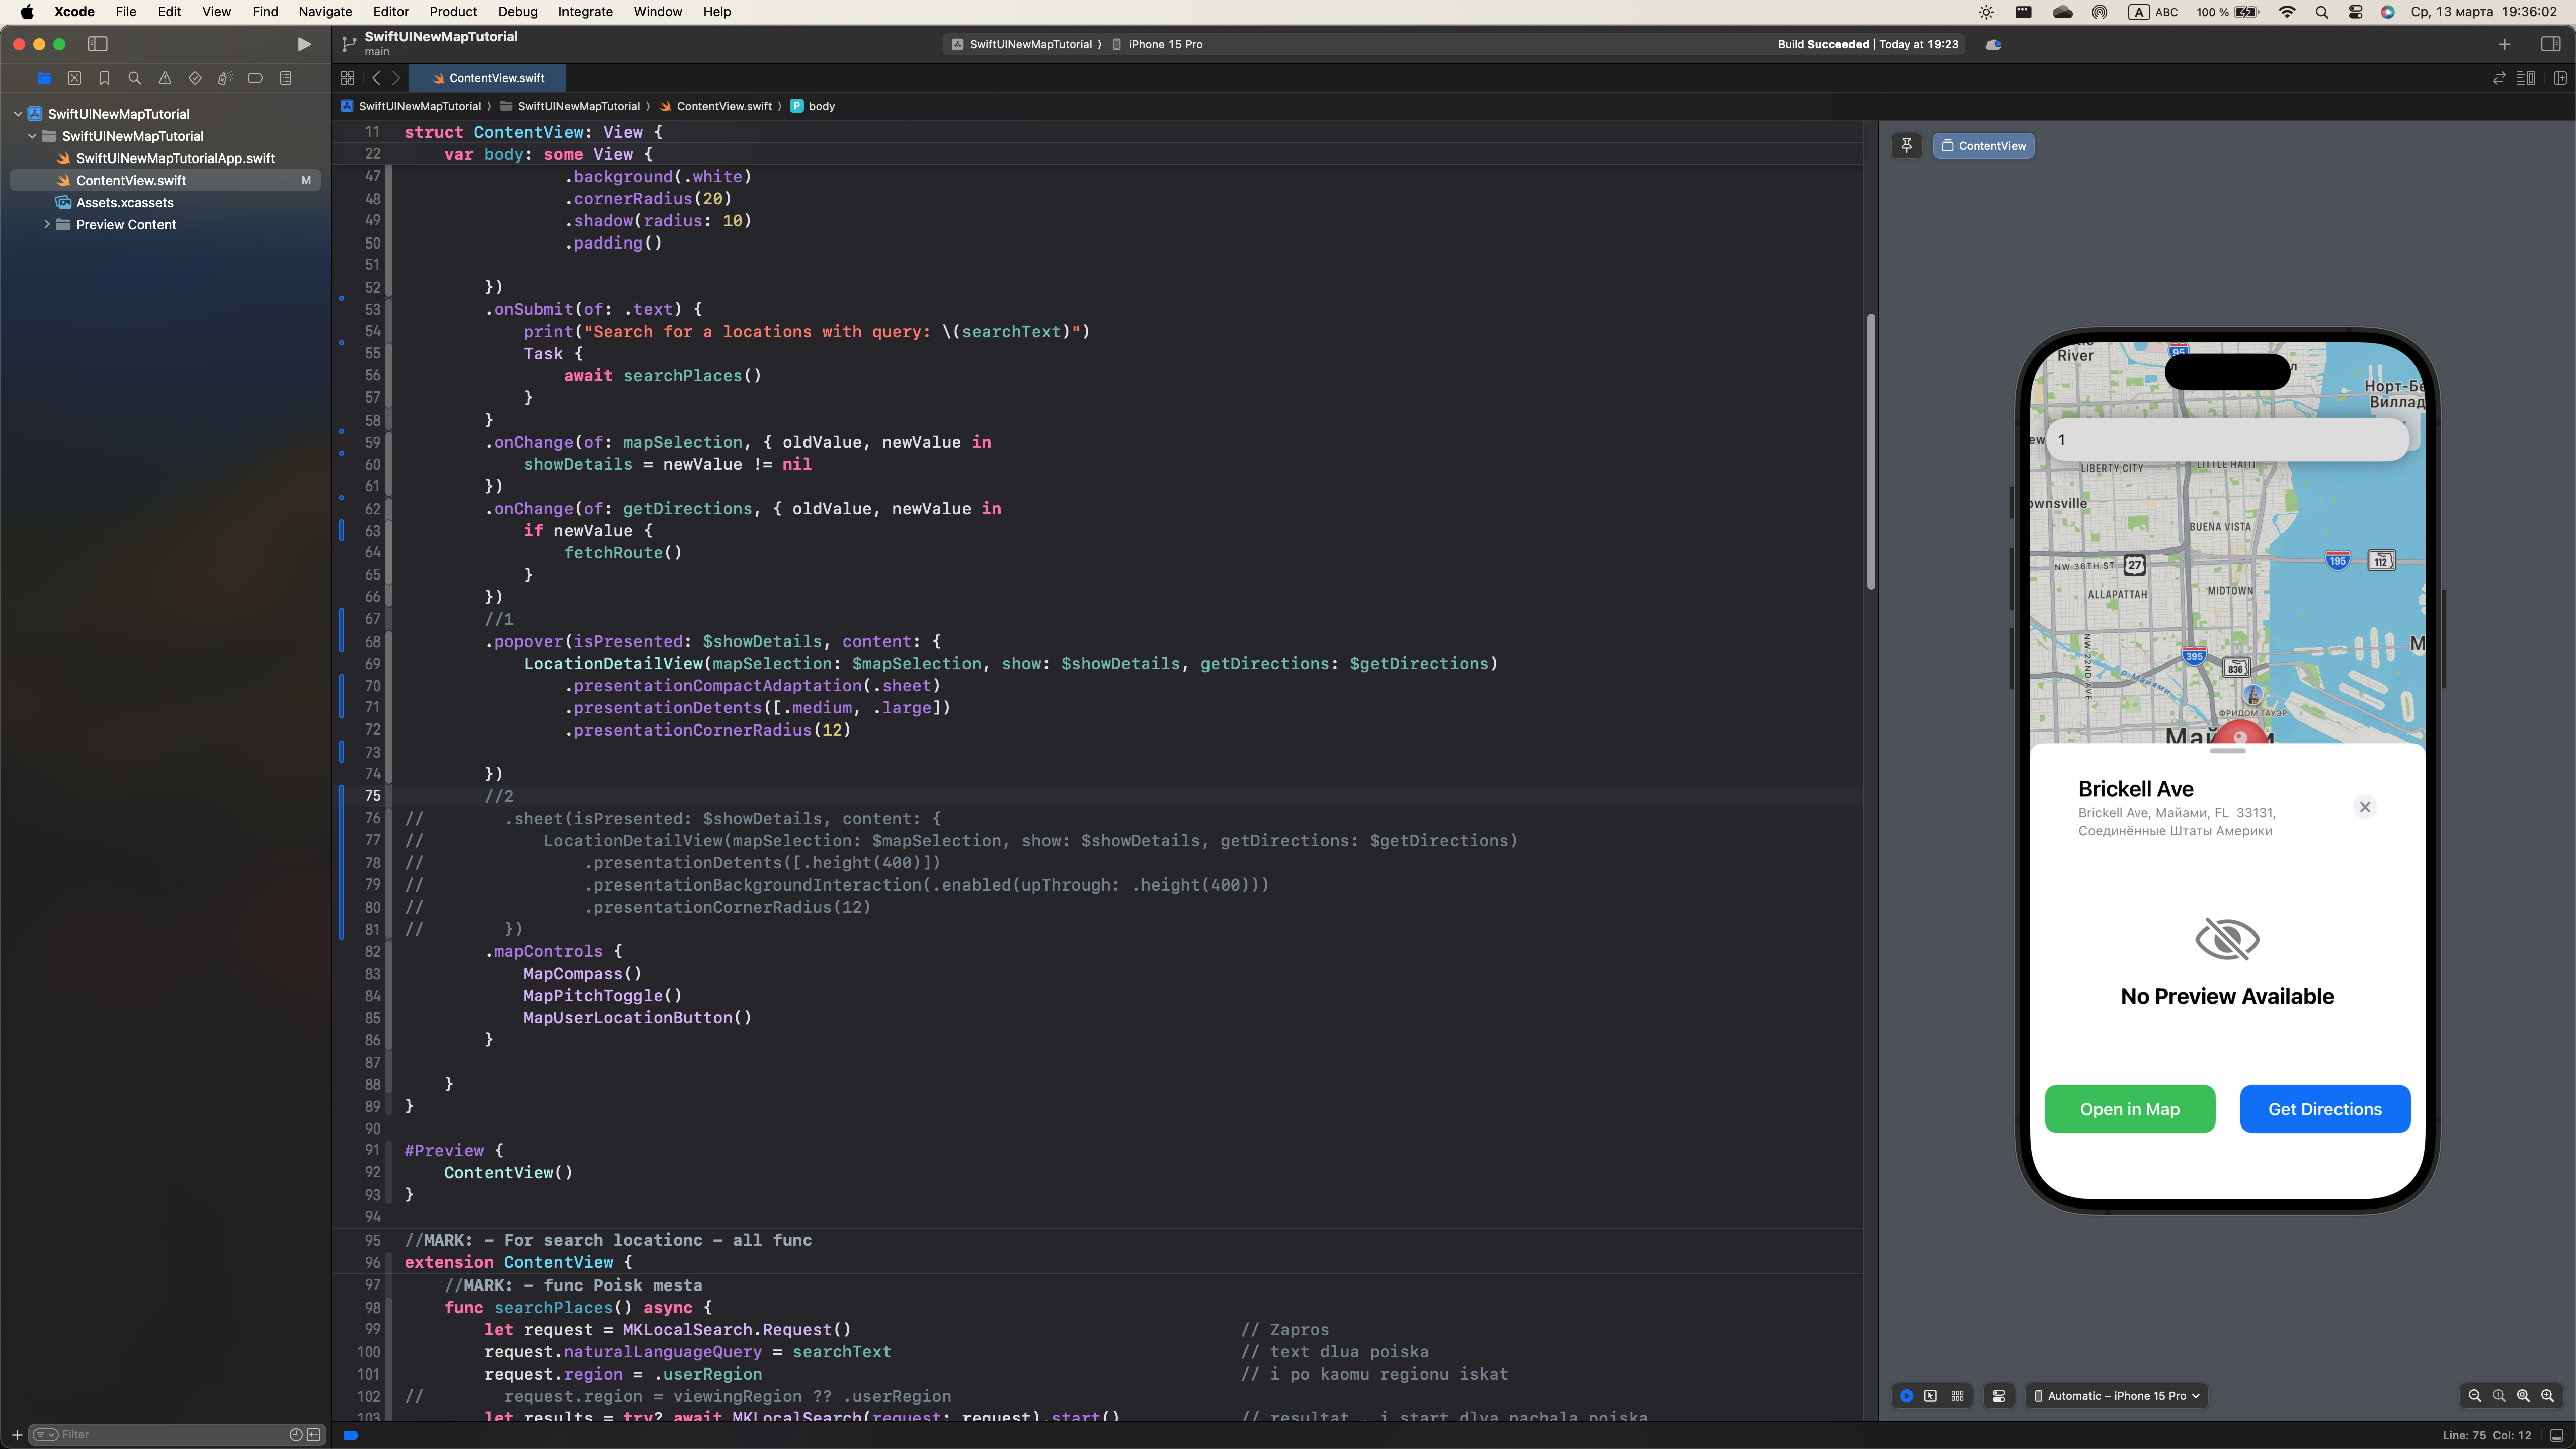 Xcode File Edit View Find Navigate Editor Product Debug Integrate Window Help
A ABC 100 % Ср, 13 марта 19:36:02
SwiftUINewMapTutorial
main
SwiftUINewMapTutorial ⟩ iPhone 15 Pro
Build Succeeded | Today at 19:23
ContentView.swift
SwiftUINewMapTutorial ⟩ SwiftUINewMapTutorial ⟩ ContentView.swift ⟩ P body
SwiftUINewMapTutorial
SwiftUINewMapTutorial
SwiftUINewMapTutorialApp.swift
ContentView.swift M
Assets.xcassets
Preview Content
Filter
11 struct ContentView: View {
22 var body: some View {
47 .background(.white)
48 .cornerRadius(20)
49 .shadow(radius: 10)
50 .padding()
51
52 })
53 .onSubmit(of: .text) {
54 print("Search for a locations with query: \(searchText)")
55 Task {
56 await searchPlaces()
57 }
58 }
59 .onChange(of: mapSelection, { oldValue, newValue in
60 showDetails = newValue != nil
61 })
62 .onChange(of: getDirections, { oldValue, newValue in
63 if newValue {
64 fetchRoute()
65 }
66 })
67 //1
68 .popover(isPresented: $showDetails, content: {
69 LocationDetailView(mapSelection: $mapSelection, show: $showDetails, getDirections: $getDirections)
70 .presentationCompactAdaptation(.sheet)
71 .presentationDetents([.medium, .large])
72 .presentationCornerRadius(12)
73
74 })
75 //2
76 // .sheet(isPresented: $showDetails, content: {
77 // LocationDetailView(mapSelection: $mapSelection, show: $showDetails, getDirections: $getDirections)
78 // .presentationDetents([.height(400)])
79 // .presentationBackgroundInteraction(.enabled(upThrough: .height(400)))
80 // .presentationCornerRadius(12)
81 // })
82 .mapControls {
83 MapCompass()
84 MapPitchToggle()
85 MapUserLocationButton()
86 }
87
88 }
89 }
90
91 #Preview {
92 ContentView()
93 }
94
95 //MARK: - For search locationc - all func
96 extension ContentView {
97 //MARK: - func Poisk mesta
98 func searchPlaces() async {
99 let request = MKLocalSearch.Request() // Zapros
100 request.naturalLanguageQuery = searchText // text dlua poiska
101 request.region = .userRegion // i po kaomu regionu iskat
102 // request.region = viewingRegion ?? .userRegion
103 let results = try? await MKLocalSearch(request: request).start() // resultat . i start dlya nachala poiska
ContentView
River
95
Норт-Бе
Виллад
1
LIBERTY CITY
LITTLE HAITI
ownsville
BUENA VISTA
195
112
NW 36TH ST
27
ALLAPATTAH
MIDTOWN
NW 22ND AVE
395
836
р. Майами
ФРИДОМ ТАУЭР
М
Brickell Ave
Brickell Ave, Майами, FL 33131,
Соединённые Штаты Америки
No Preview Available
Open in Map
Get Directions
Automatic – iPhone 15 Pro
Line: 75 Col: 12